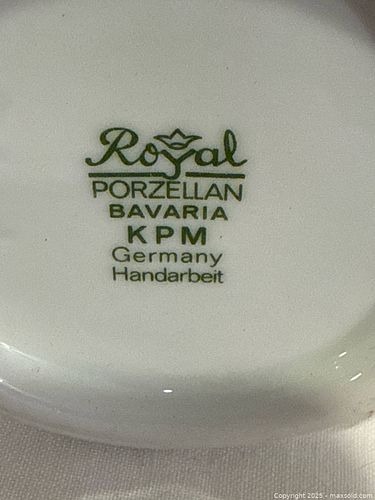 Royal
PORZELLAN
BAVARIA
KPM
Germany
Handarbeit
Copyright 2025 - maxsold.com